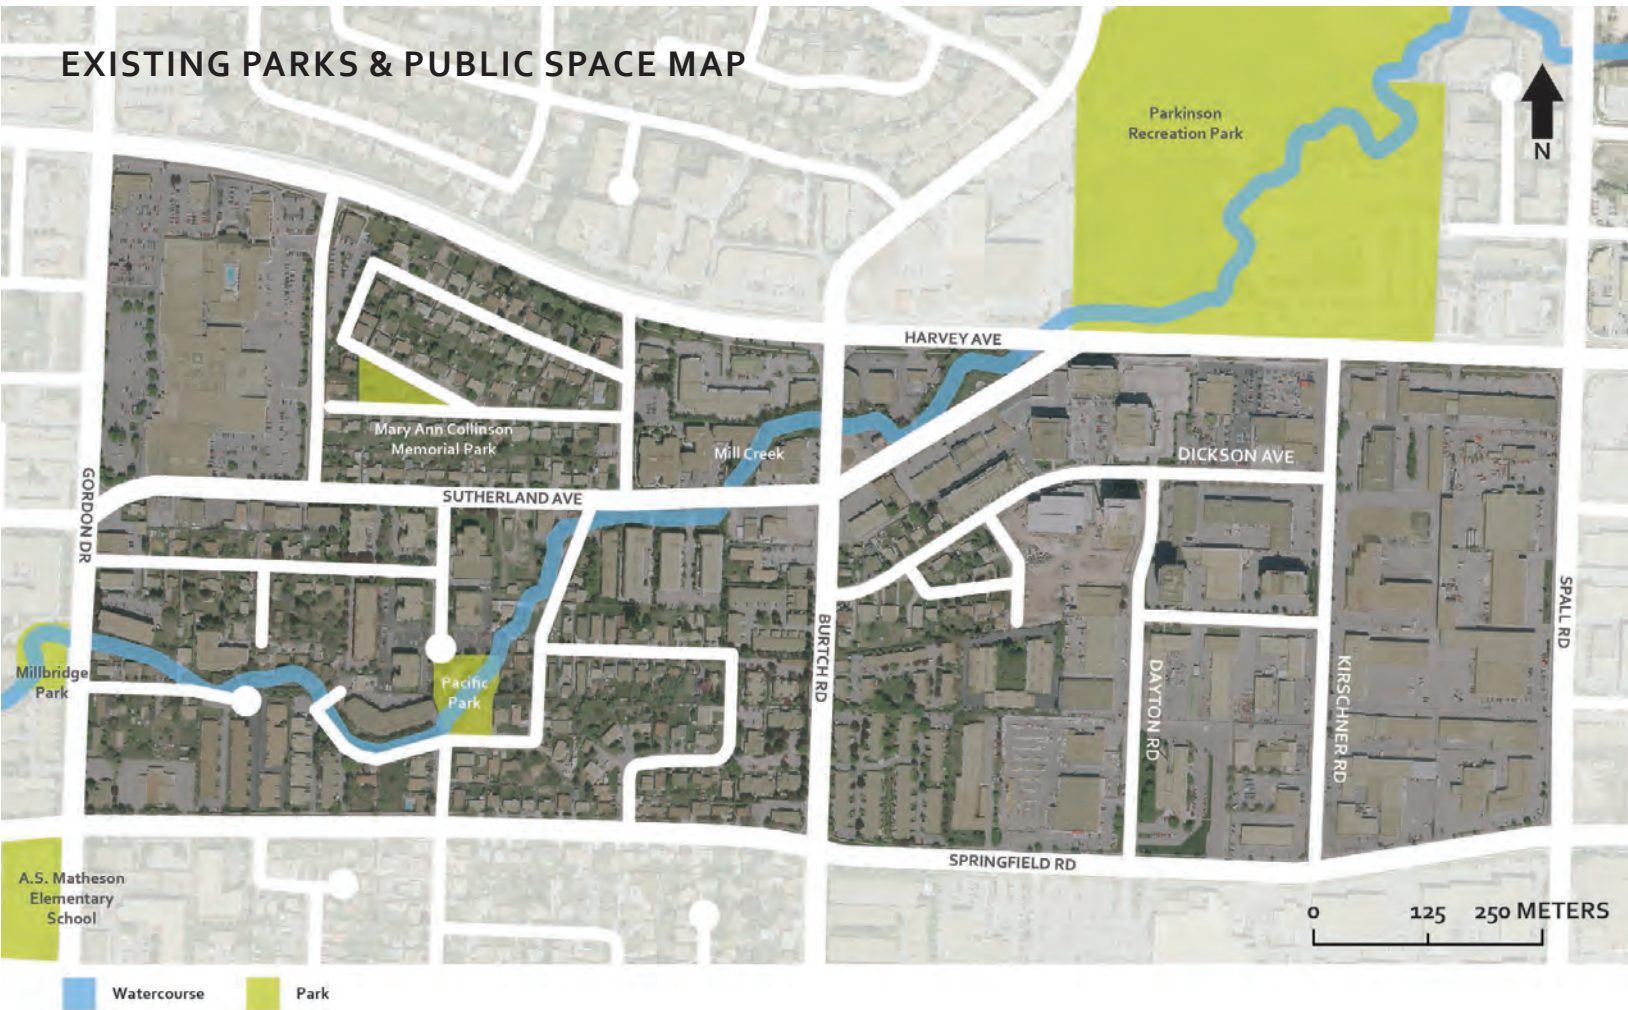 EXISTING PARKS & PUBLIC SPACE MAP
Parkinson
Recreation Park
N
HARVEY AVE
Mary Ann Collinson
Memorial Park
Mill Creek
DICKSON AVE
SUTHERLAND AVE
GORDON DR
BURTCH RD
SPALL RD
Millbridge
Park
Pacific
Park
DAYTON RD
KIRSCHNER RD
SPRINGFIELD RD
A.S. Matheson
Elementary
School
0 125 250 METERS
Watercourse
Park